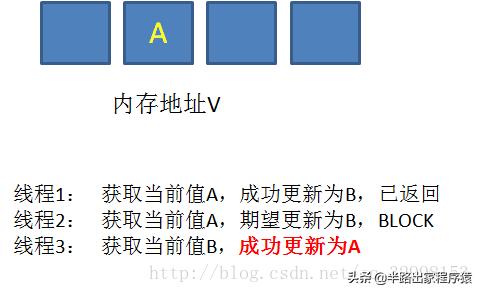 A
内存地址V
线程1： 获取当前值A，成功更新为B，已返回
线程2： 获取当前值A，期望更新为B，BLOCK
线程3： 获取当前值B，成功更新为A
http://blog.csdn.net/
头条 @半路出家程序猿